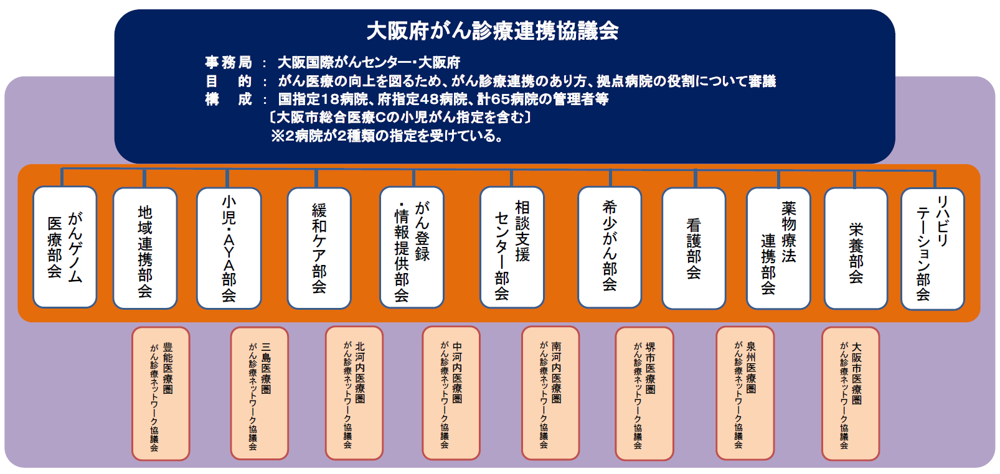 大阪府がん診療連携協議会
事務局 ： 大阪国際がんセンター・大阪府
目　的 ： がん医療の向上を図るため、がん診療連携のあり方、拠点病院の役割について審議
構　成 ： 国指定１８病院、府指定４８病院、計６５病院の管理者等
〔大阪市総合医療Ｃの小児がん指定を含む〕
※２病院が２種類の指定を受けている。
がんゲノム
医療部会
地域連携部会
小児・ＡＹＡ部会
緩和ケア部会
がん登録
・情報提供部会
相談支援
センター部会
希少がん部会
看護部会
薬物療法
連携部会
栄養部会
リハビリ
テーション部会
豊能医療圏
がん診療ネットワーク協議会
三島医療圏
がん診療ネットワーク協議会
北河内医療圏
がん診療ネットワーク協議会
中河内医療圏
がん診療ネットワーク協議会
南河内医療圏
がん診療ネットワーク協議会
堺市医療圏
がん診療ネットワーク協議会
泉州医療圏
がん診療ネットワーク協議会
大阪市医療圏
がん診療ネットワーク協議会